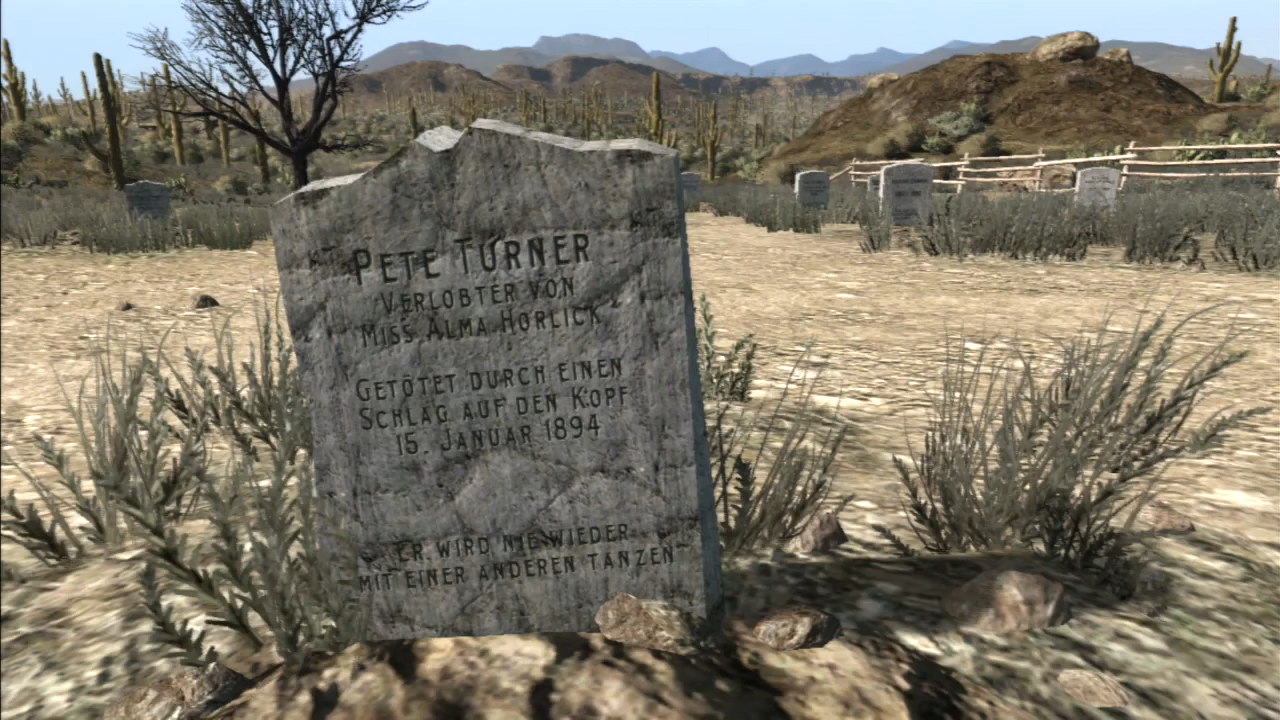 PETE TURNER
VERLOBTER VON
MISS ALMA HORLICK
GETÖTET DURCH EINEN
SCHLAG AUF DEN KOPF
15. JANUAR 1894
ER WIRD NIE WIEDER
MIT EINER ANDEREN TANZEN